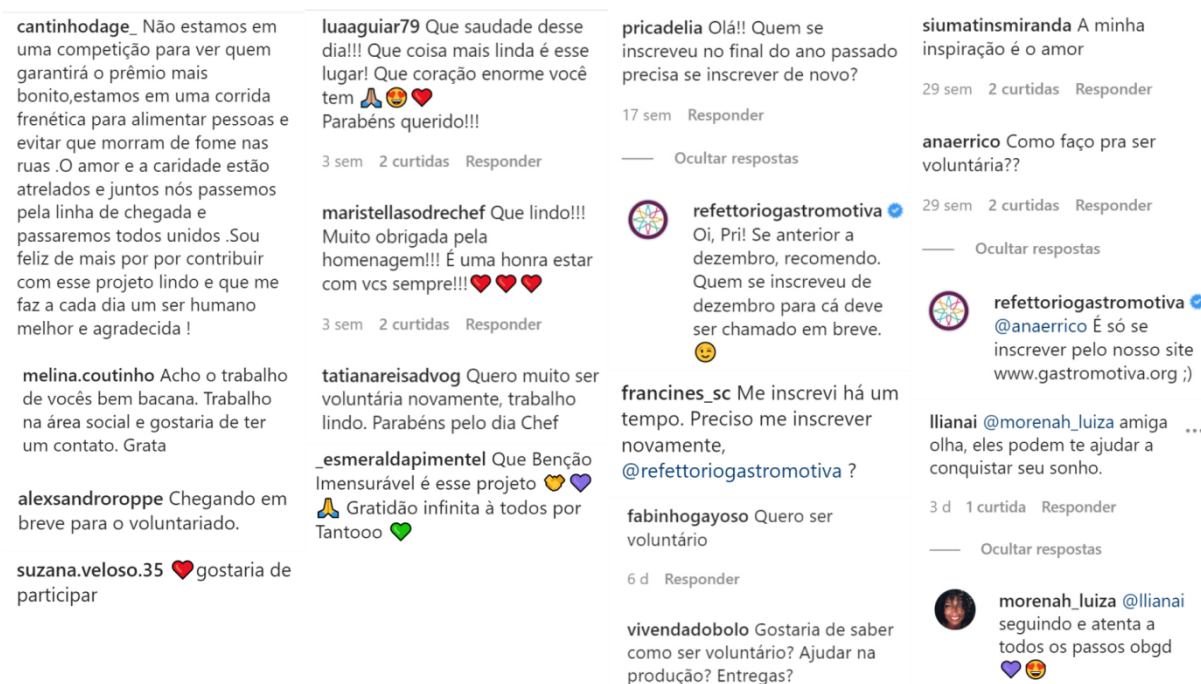 cantinhodage_ Não estamos em
uma competição para ver quem
garantirá o prêmio mais
bonito,estamos em uma corrida
frenética para alimentar pessoas e
evitar que morram de fome nas
ruas .O amor e a caridade estão
atrelados e juntos nós passemos
pela linha de chegada e
passaremos todos unidos .Sou
feliz de mais por por contribuir
com esse projeto lindo e que me
faz a cada dia um ser humano
melhor e agradecida !
melina.coutinho Acho o trabalho
de vocês bem bacana. Trabalho
na área social e gostaria de ter
um contato. Grata
alexsandroroppe Chegando em
breve para o voluntariado.
suzana.veloso.35 ❤️gostaria de
participar
luaaguiar79 Que saudade desse
dia!!! Que coisa mais linda é esse
lugar! Que coração enorme você
tem 🙏🏽😍❤️
Parabéns querido!!!
3 sem 2 curtidas Responder
maristellasodrechef Que lindo!!!
Muito obrigada pela
homenagem!!! É uma honra estar
com vcs sempre!!!❤️❤️❤️
3 sem 2 curtidas Responder
tatianareisadvog Quero muito ser
voluntária novamente, trabalho
lindo. Parabéns pelo dia Chef
_esmeraldapimentel Que Benção
Imensurável é esse projeto 🤝💜
🙏 Gratidão infinita à todos por
Tantooo 💚
pricadelia Olá!! Quem se
inscreveu no final do ano passado
precisa se inscrever de novo?
17 sem Responder
Ocultar respostas
refettoriogastromotiva
Oi, Pri! Se anterior a
dezembro, recomendo.
Quem se inscreveu de
dezembro para cá deve
ser chamado em breve.
😉
francines_sc Me inscrevi há um
tempo. Preciso me inscrever
novamente,
@refettoriogastromotiva ?
fabinhogayoso Quero ser
voluntário
6 d Responder
vivendadobolo Gostaria de saber
como ser voluntário? Ajudar na
produção? Entregas?
siumatinsmiranda A minha
inspiração é o amor
29 sem 2 curtidas Responder
anaerrico Como faço pra ser
voluntária??
29 sem 2 curtidas Responder
Ocultar respostas
refettoriogastromotiva
@anaerrico É só se
inscrever pelo nosso site
www.gastromotiva.org ;)
llianai @morenah_luiza amiga
olha, eles podem te ajudar a
conquistar seu sonho.
3 d 1 curtida Responder
Ocultar respostas
morenah_luiza @llianai
seguindo e atenta a
todos os passos obgd
💜😍